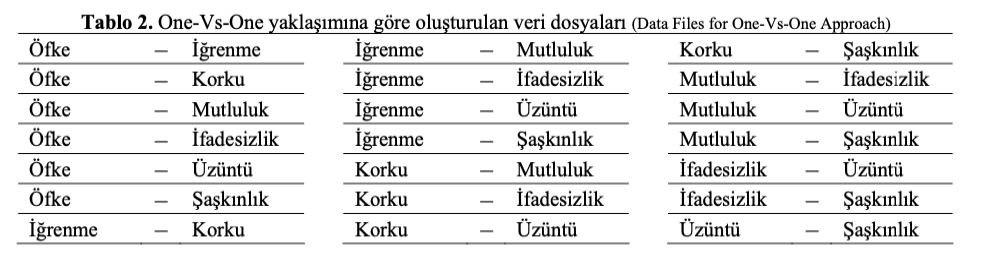 Tablo 2. One-Vs-One yaklaşımına göre oluşturulan veri dosyaları (Data Files for One-Vs-One Approach)
Öfke – İğrenme İğrenme – Mutluluk Korku – Şaşkınlık
Öfke – Korku İğrenme – İfadesizlik Mutluluk – İfadesizlik
Öfke – Mutluluk İğrenme – Üzüntü Mutluluk – Üzüntü
Öfke – İfadesizlik İğrenme – Şaşkınlık Mutluluk – Şaşkınlık
Öfke – Üzüntü Korku – Mutluluk İfadesizlik – Üzüntü
Öfke – Şaşkınlık Korku – İfadesizlik İfadesizlik – Şaşkınlık
İğrenme – Korku Korku – Üzüntü Üzüntü – Şaşkınlık